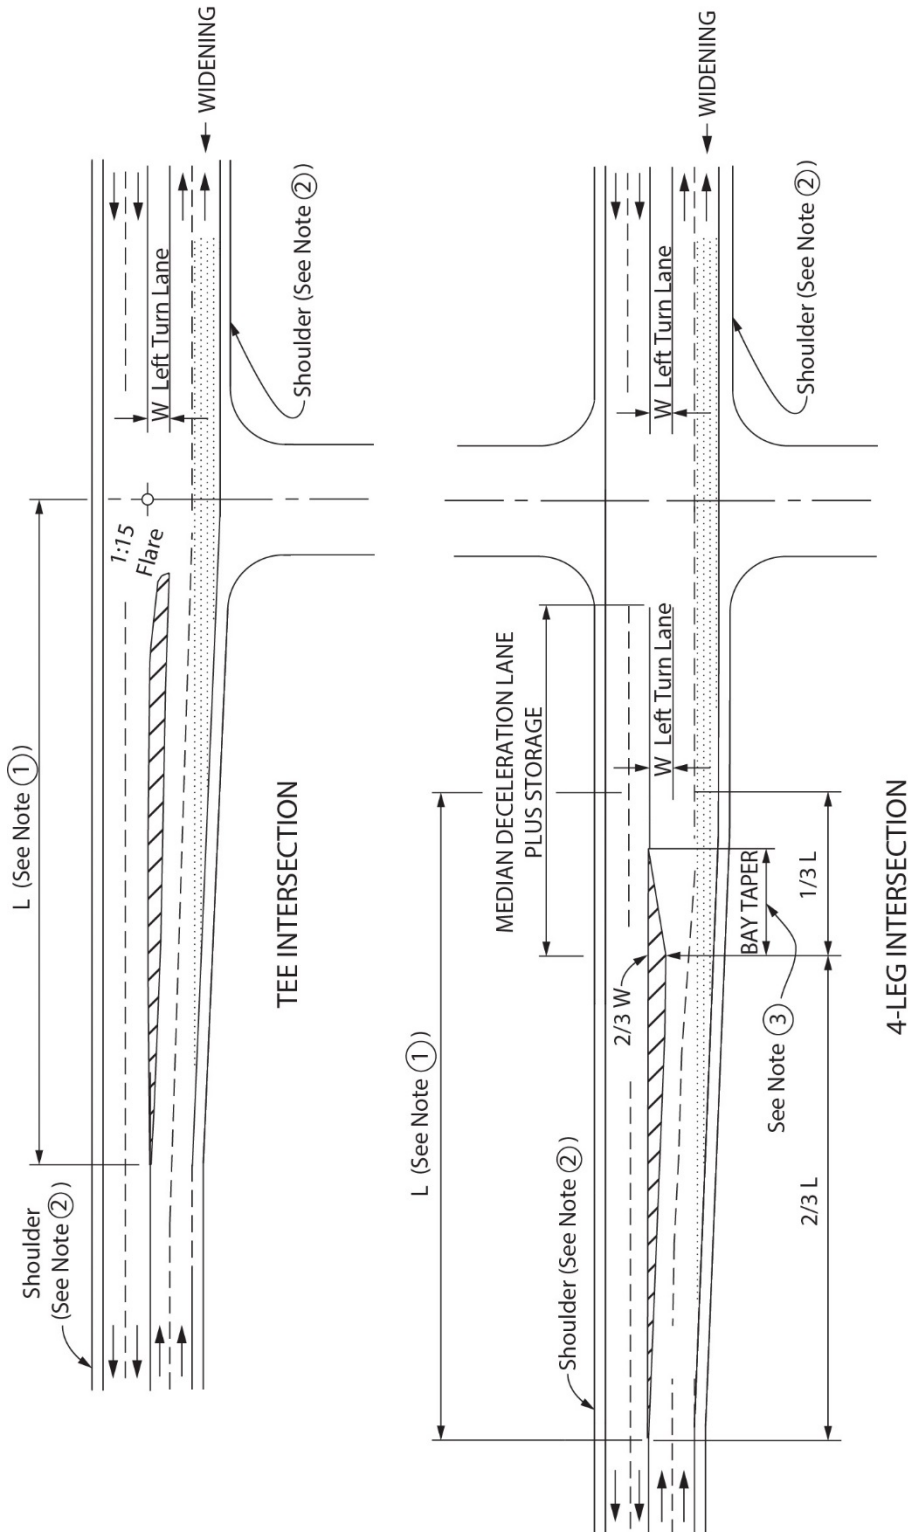 L (See Note ①)
Shoulder
(See Note ②)
1:15
Flare
W Left Turn Lane
WIDENING
Shoulder (See Note ②)
TEE INTERSECTION
L (See Note ①)
MEDIAN DECELERATION LANE
PLUS STORAGE
Shoulder (See Note ②)
2/3 W
W Left Turn Lane
W Left Turn Lane
WIDENING
Shoulder (See Note ②)
BAY TAPER
See Note ③
2/3 L
1/3 L
4-LEG INTERSECTION